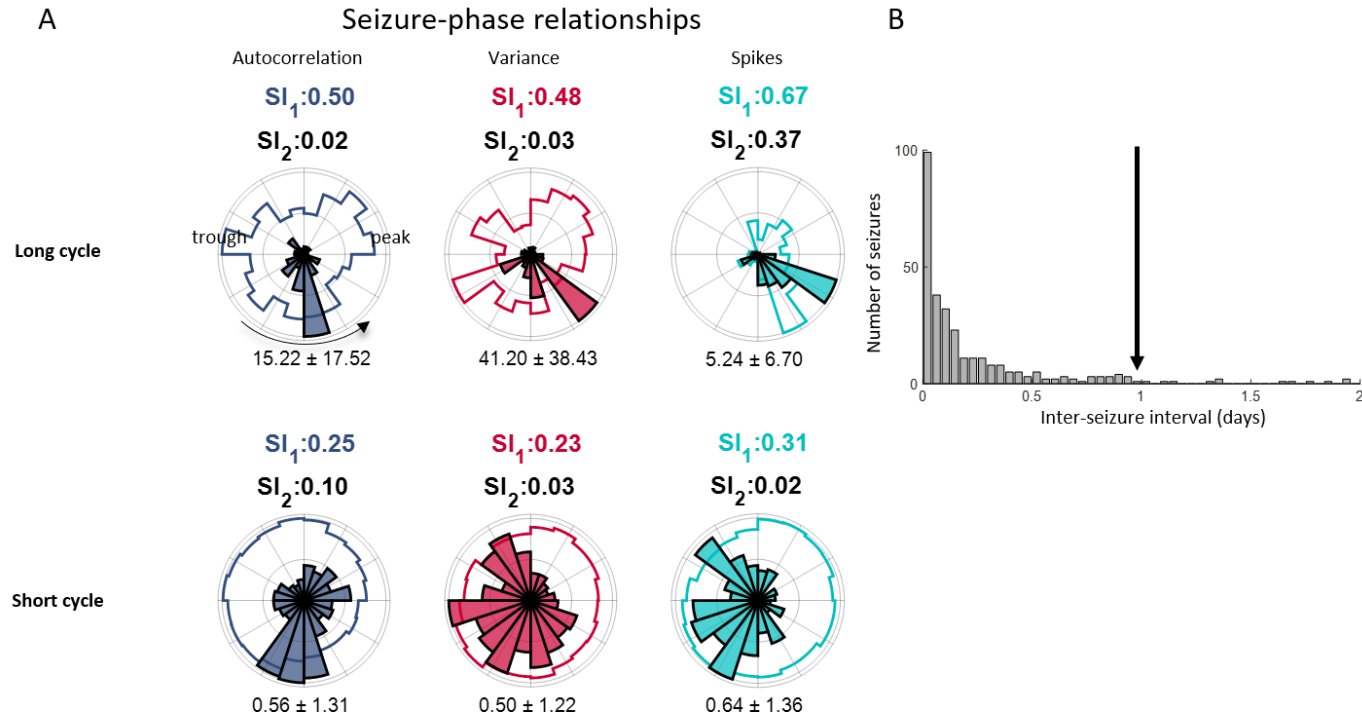 A
Seizure-phase relationships
B
Autocorrelation
Variance
Spikes
SI1:0.50
SI1:0.48
SI1:0.67
SI2:0.02
SI2:0.03
SI2:0.37
Long cycle
trough
peak
15.22 ± 17.52
41.20 ± 38.43
5.24 ± 6.70
Number of seizures
100
50
0
0
0.5
1
1.5
2
Inter-seizure interval (days)
SI1:0.25
SI1:0.23
SI1:0.31
SI2:0.10
SI2:0.03
SI2:0.02
Short cycle
0.56 ± 1.31
0.50 ± 1.22
0.64 ± 1.36